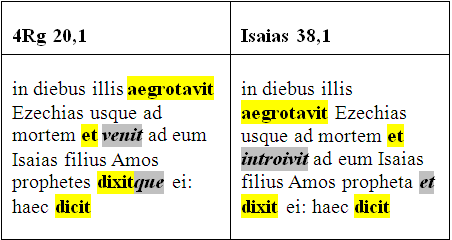 4Rg 20,1
in diebus illis aegrotavit
Ezechias usque ad
mortem et venit ad eum
Isaias filius Amos
prophetes dixitque ei:
haec dicit
Isaias 38,1
in diebus illis
aegrotavit Ezechias
usque ad mortem et
introivit ad eum Isaias
filius Amos propheta et
dixit ei: haec dicit